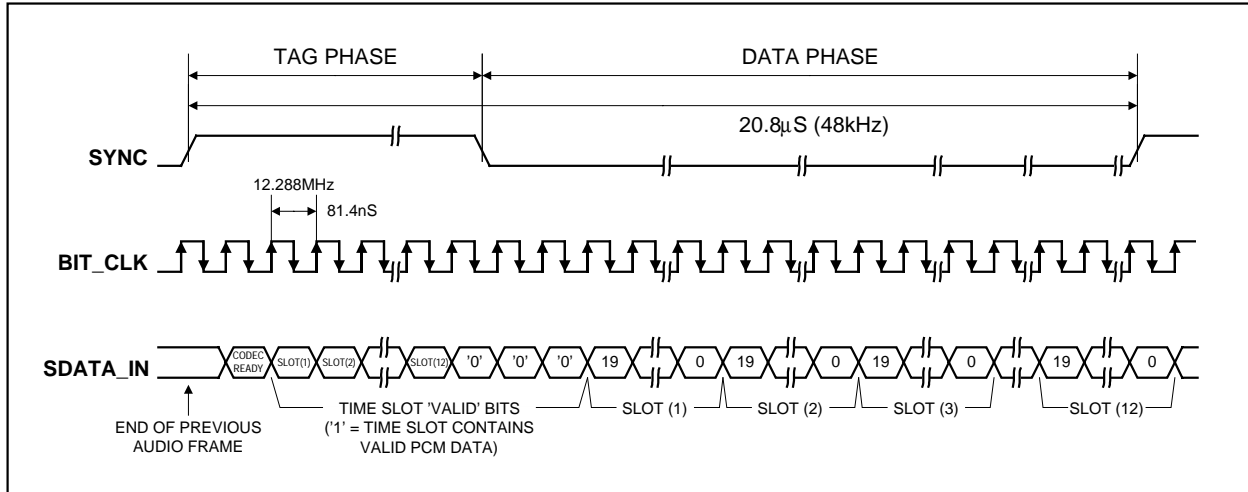 TAG PHASE
DATA PHASE
20.8μS (48kHz)
SYNC
12.288MHz
81.4nS
BIT_CLK
SDATA_IN
CODEC
READY
SLOT(1)
SLOT(2)
SLOT(12)
'0'
'0'
'0'
19
0
19
0
19
0
19
0
END OF PREVIOUS
AUDIO FRAME
TIME SLOT 'VALID' BITS
('1' = TIME SLOT CONTAINS
VALID PCM DATA)
SLOT (1)
SLOT (2)
SLOT (3)
SLOT (12)